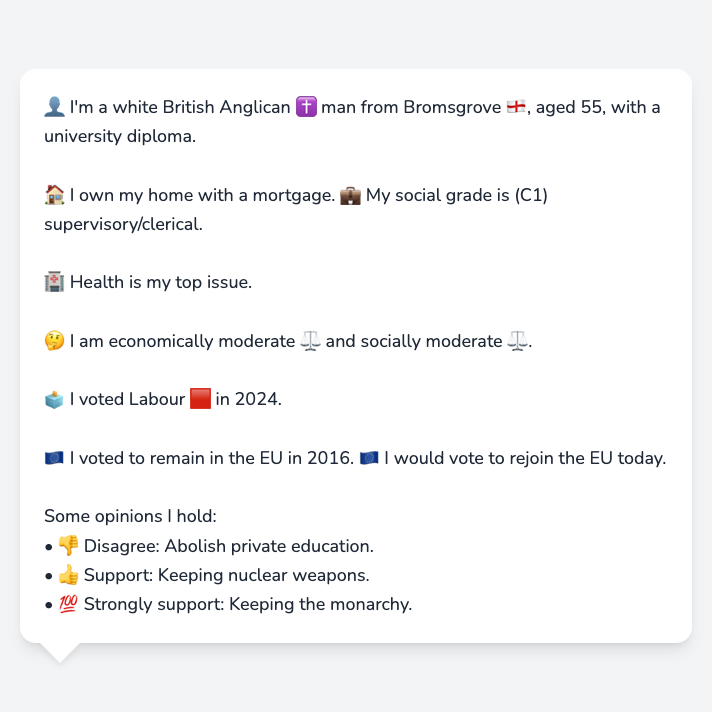 👤 I'm a white British Anglican ✝️ man from Bromsgrove 🏴󠁧󠁢󠁥󠁮󠁧󠁿, aged 55, with a
university diploma.
🏠 I own my home with a mortgage. 💼 My social grade is (C1)
supervisory/clerical.
🏥 Health is my top issue.
🤔 I am economically moderate ⚖️ and socially moderate ⚖️.
🗳️ I voted Labour 🟥 in 2024.
🇪🇺 I voted to remain in the EU in 2016. 🇪🇺 I would vote to rejoin the EU today.
Some opinions I hold:
• 👎 Disagree: Abolish private education.
• 👍 Support: Keeping nuclear weapons.
• 💯 Strongly support: Keeping the monarchy.